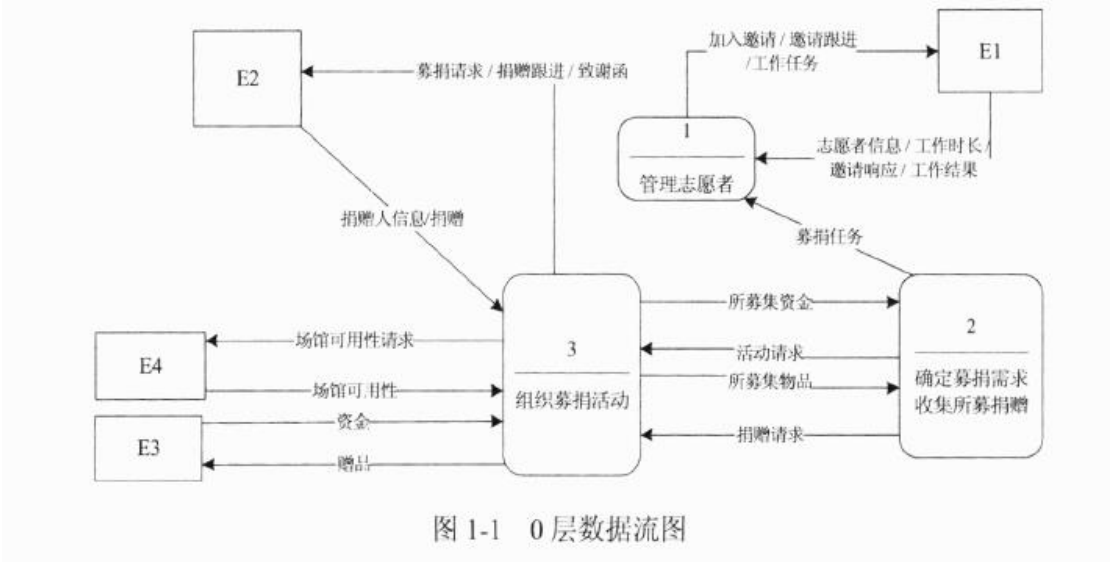 E2
募捐请求 / 捐赠跟进 / 致谢函
加入邀请 / 邀请跟进
/工作任务
E1
1
管理志愿者
志愿者信息 / 工作时长 /
邀请响应 / 工作结果
捐赠人信息/捐赠
募捐任务
E4
场馆可用性请求
场馆可用性
E3
资金
赠品
3
组织募捐活动
所募集资金
活动请求
所募集物品
捐赠请求
2
确定募捐需求
收集所募捐赠
图 1-1 0 层数据流图